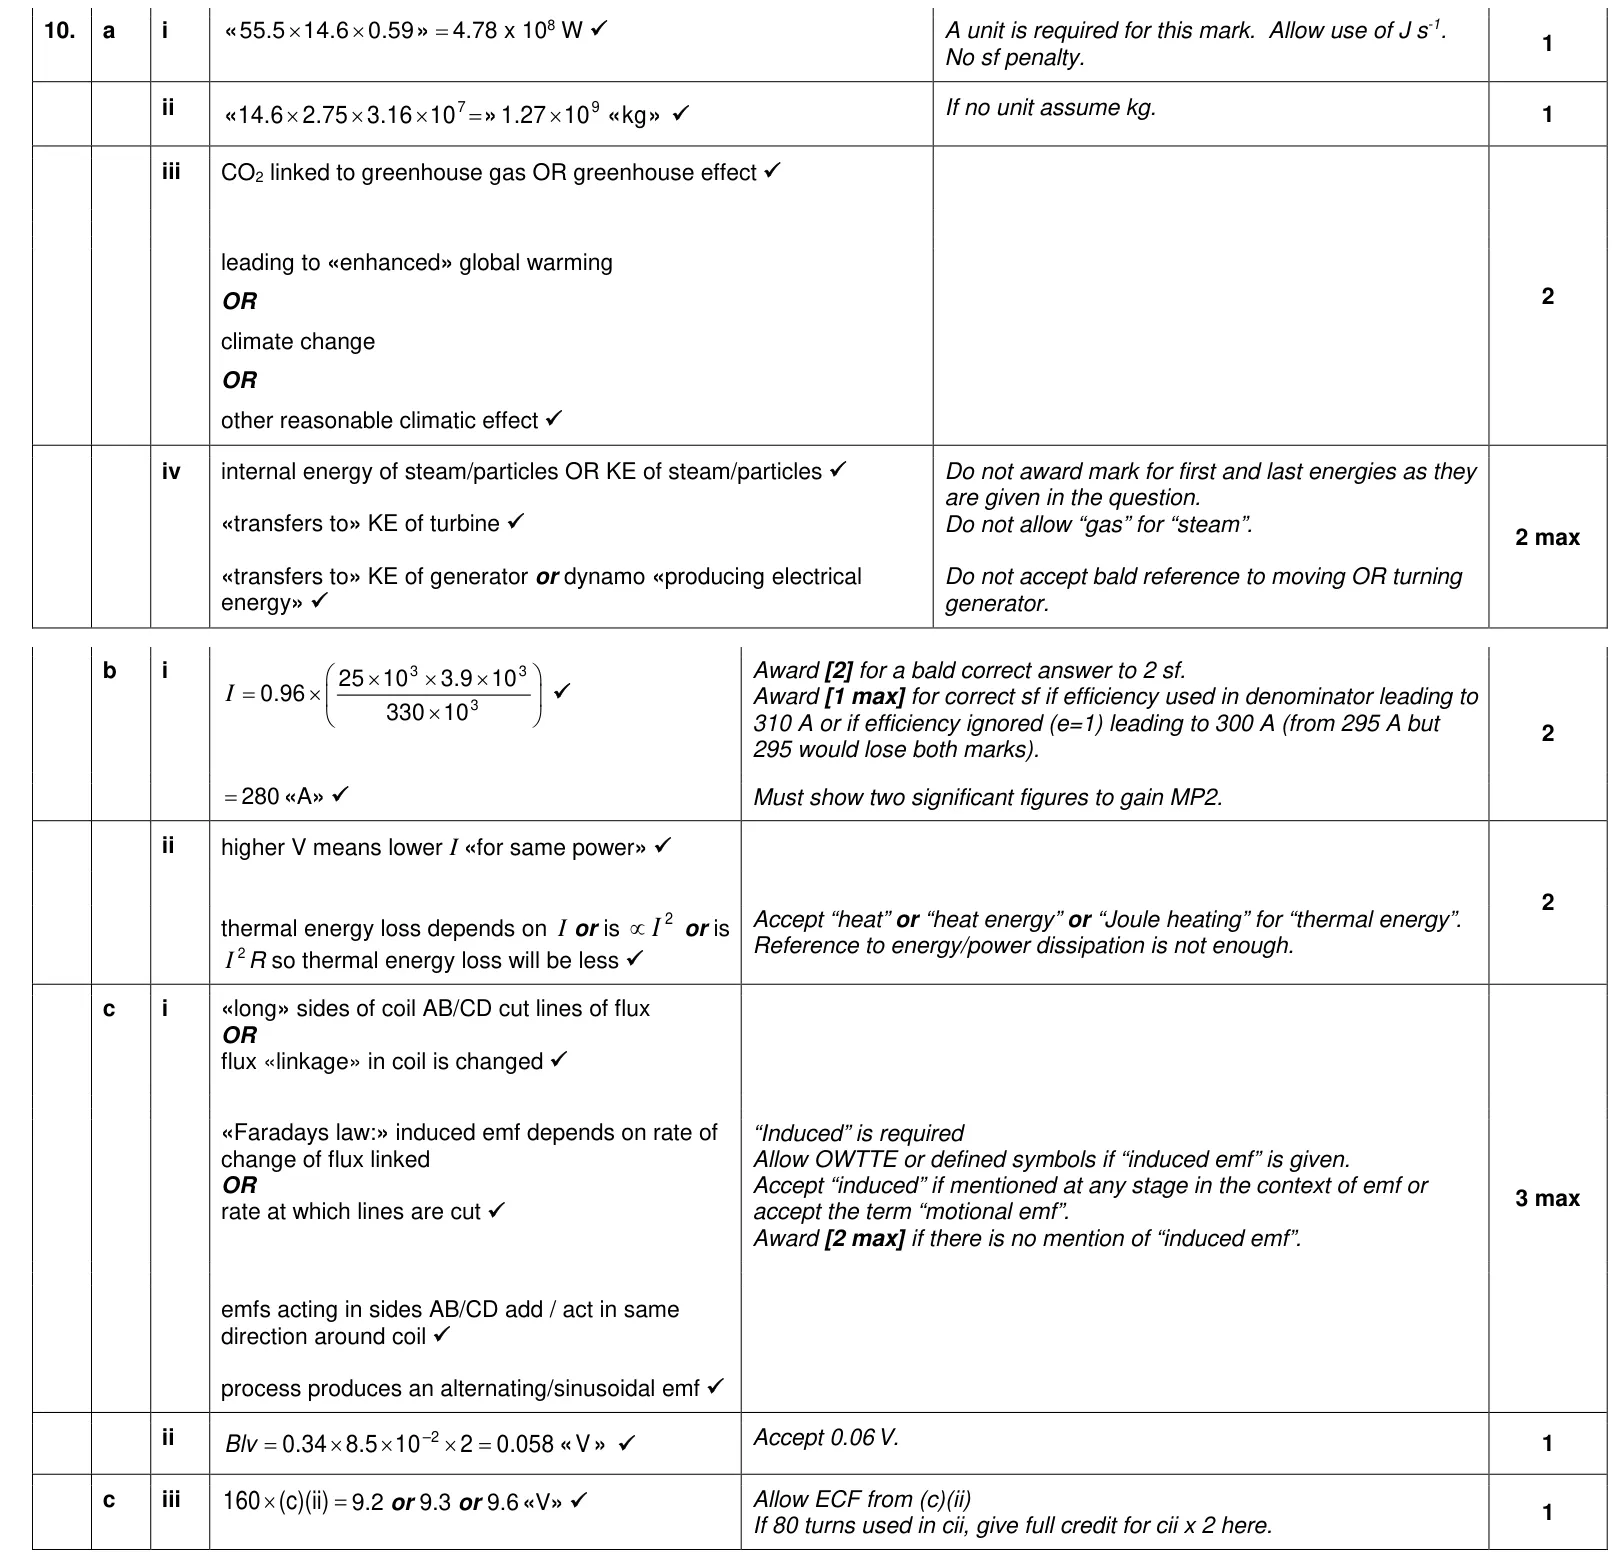 10. a i «55.5×14.6×0.59» = 4.78 x 10⁸ W ✓ A unit is required for this mark. Allow use of J s⁻¹. 1
No sf penalty.
ii «14.6×2.75×3.16×10⁷=» 1.27×10⁹ «kg» ✓ If no unit assume kg. 1
iii CO₂ linked to greenhouse gas OR greenhouse effect ✓
leading to «enhanced» global warming
OR 2
climate change
OR
other reasonable climatic effect ✓
iv internal energy of steam/particles OR KE of steam/particles ✓ Do not award mark for first and last energies as they
are given in the question.
«transfers to» KE of turbine ✓ Do not allow “gas” for “steam”.
2 max
«transfers to» KE of generator or dynamo «producing electrical Do not accept bald reference to moving OR turning
energy» ✓ generator.
b i I = 0.96×(25×10³×3.9×10³ / 330×10³) ✓ Award [2] for a bald correct answer to 2 sf.
Award [1 max] for correct sf if efficiency used in denominator leading to
310 A or if efficiency ignored (e=1) leading to 300 A (from 295 A but 2
295 would lose both marks).
= 280 «A» ✓ Must show two significant figures to gain MP2.
ii higher V means lower I «for same power» ✓
2
thermal energy loss depends on I or is ∝ I² or is Accept “heat” or “heat energy” or “Joule heating” for “thermal energy”.
I²R so thermal energy loss will be less ✓ Reference to energy/power dissipation is not enough.
c i «long» sides of coil AB/CD cut lines of flux
OR
flux «linkage» in coil is changed ✓
«Faradays law:» induced emf depends on rate of “Induced” is required
change of flux linked Allow OWTTE or defined symbols if “induced emf” is given.
OR Accept “induced” if mentioned at any stage in the context of emf or 3 max
rate at which lines are cut ✓ accept the term “motional emf”.
Award [2 max] if there is no mention of “induced emf”.
emfs acting in sides AB/CD add / act in same
direction around coil ✓
process produces an alternating/sinusoidal emf ✓
ii Blv = 0.34×8.5×10⁻²×2 = 0.058 «V» ✓ Accept 0.06 V. 1
c iii 160×(c)(ii) = 9.2 or 9.3 or 9.6 «V» ✓ Allow ECF from (c)(ii) 1
If 80 turns used in cii, give full credit for cii x 2 here.